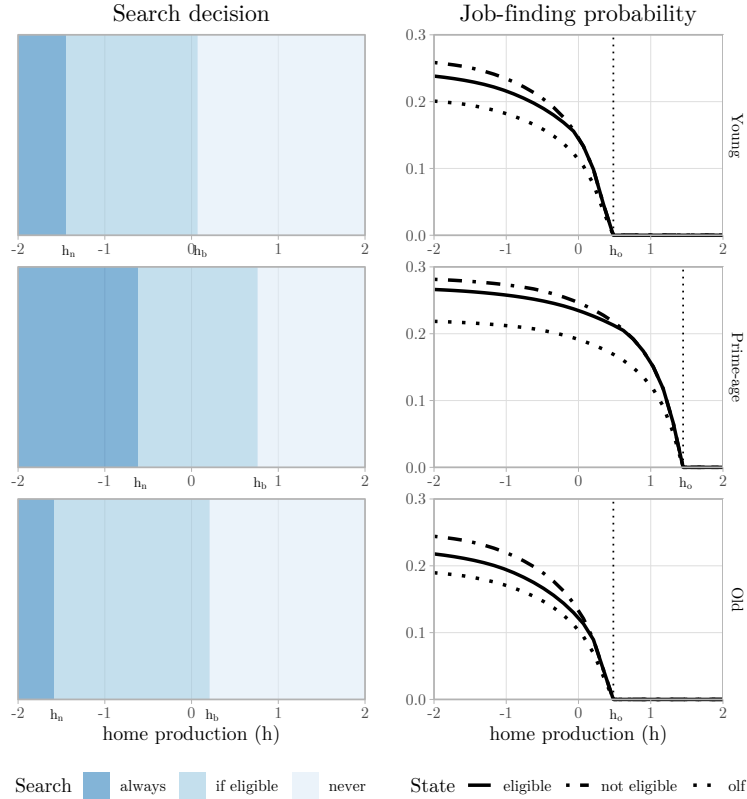 Search decision
Job-finding probability
0.3
0.2
0.1
0.0
Young
-2 hₙ -1 0 h_b 1 2
-2 -1 0 hₒ 1 2
0.3
0.2
0.1
0.0
Prime-age
-2 -1 hₙ 0 h_b 1 2
-2 -1 0 1 hₒ 2
0.3
0.2
0.1
0.0
Old
-2 hₙ -1 0 h_b 1 2
-2 -1 0 hₒ 1 2
home production (h)
home production (h)
Search always if eligible never
State eligible not eligible olf